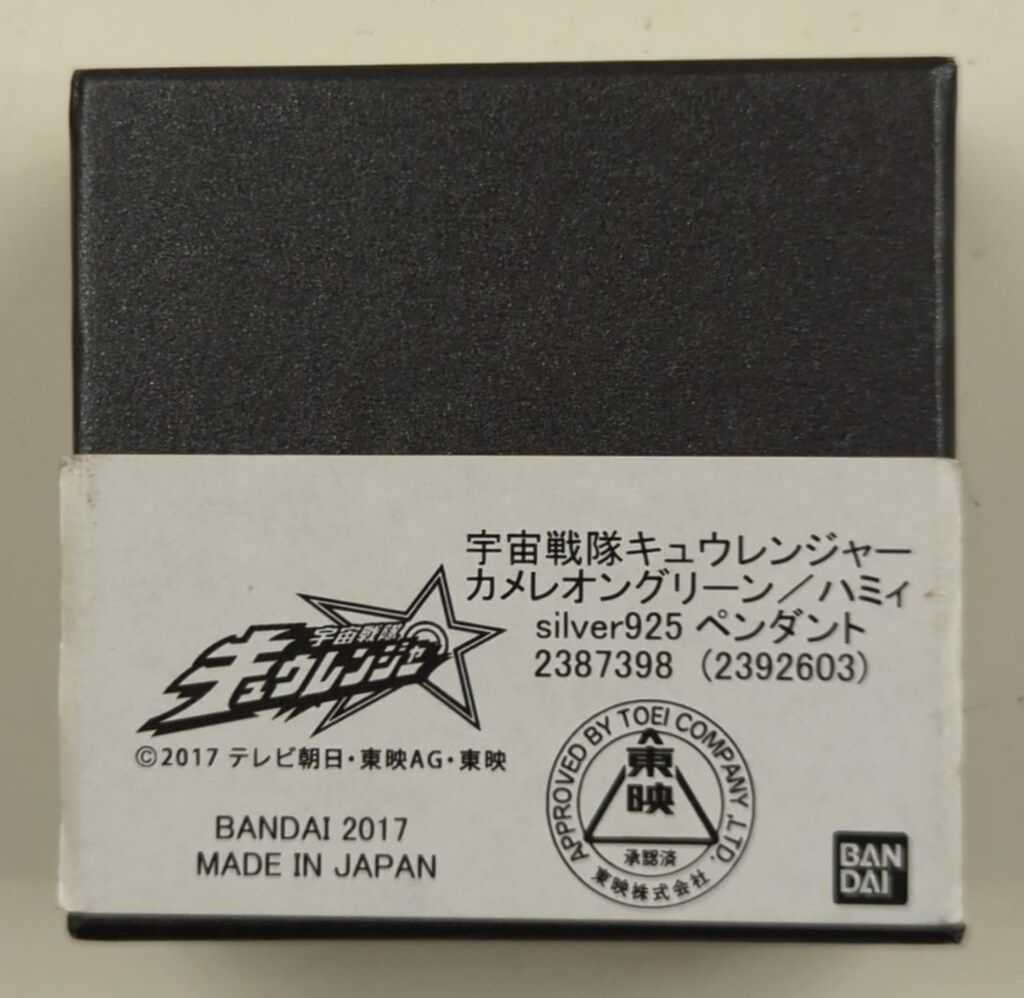 宇宙戦隊キュウレンジャー
カメレオングリーン／ハミィ
silver925 ペンダント
2387398 （2392603）
宇宙戦隊
キュウレンジャー
©2017 テレビ朝日・東映AG・東映
BANDAI 2017
MADE IN JAPAN
APPROVED BY TOEI COMPANY ,LTD.
東映
承認済
東映株式会社
BAN
DAI